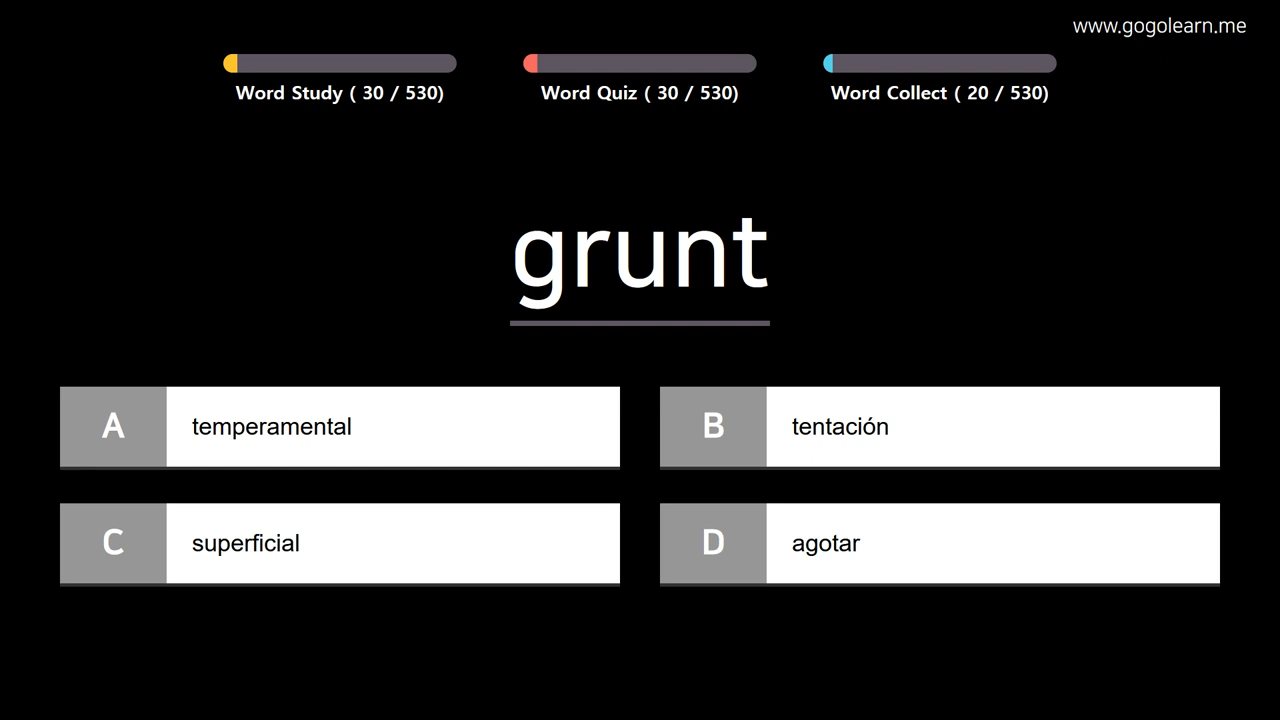 www.gogolearn.me
Word Study ( 30 / 530)
Word Quiz ( 30 / 530)
Word Collect ( 20 / 530)
grunt
A temperamental
B tentación
C superficial
D agotar